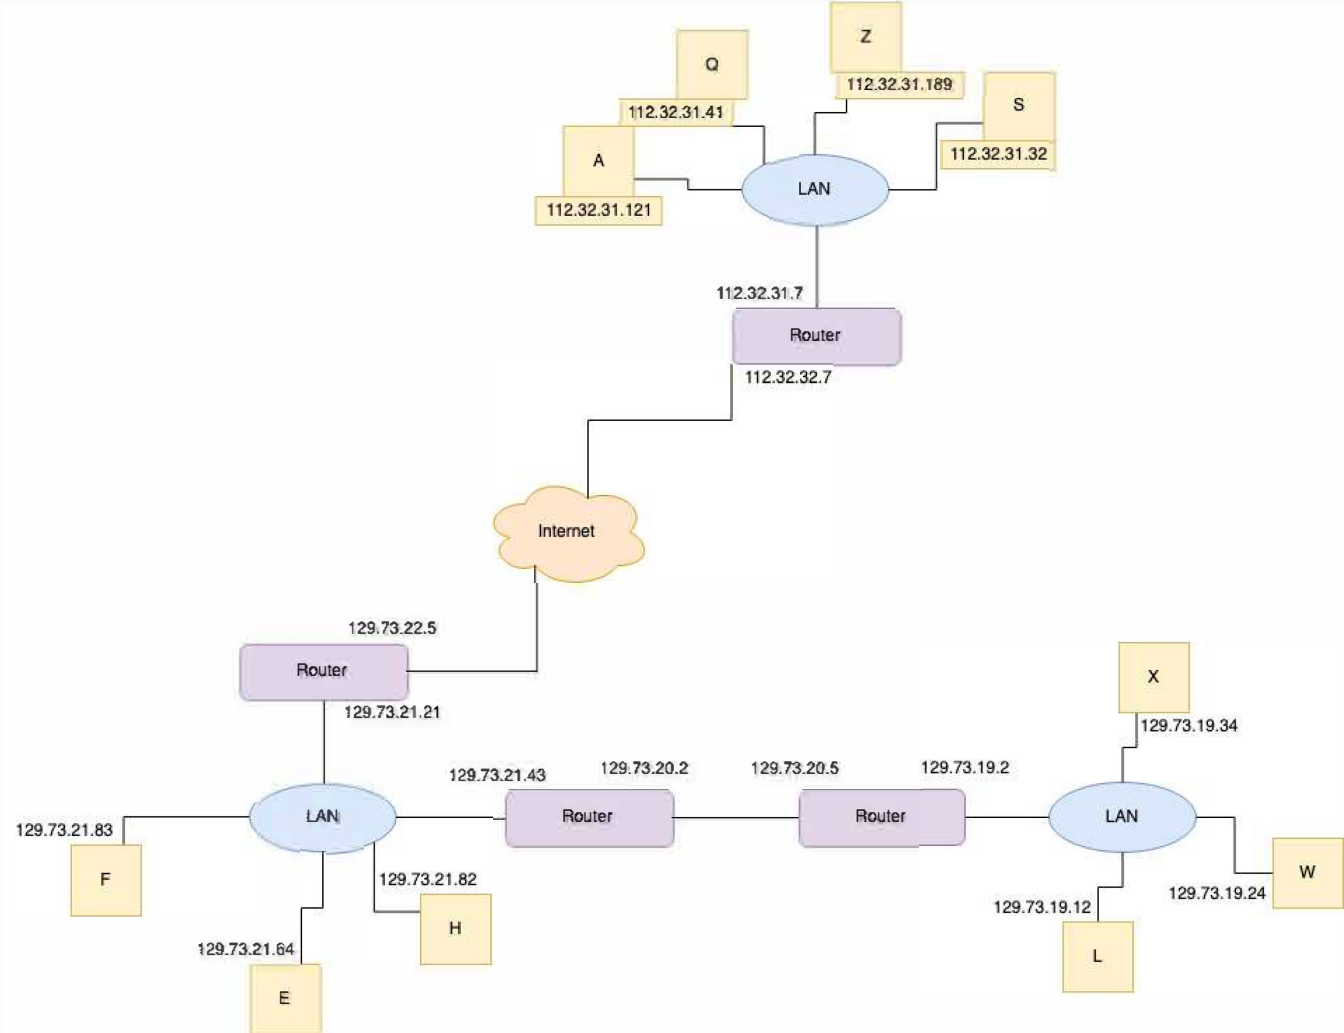 Z
Q
112.32.31.189
S
112.32.31.41
A
112.32.31.32
LAN
112.32.31.121
112.32.31.7
Router
112.32.32.7
Internet
129.73.22.5
Router
129.73.21.21
X
129.73.19.34
129.73.21.43
129.73.20.2
129.73.20.5
129.73.19.2
LAN
Router
Router
LAN
129.73.21.83
F
129.73.21.82
H
W
129.73.19.24
129.73.19.12
L
129.73.21.64
E